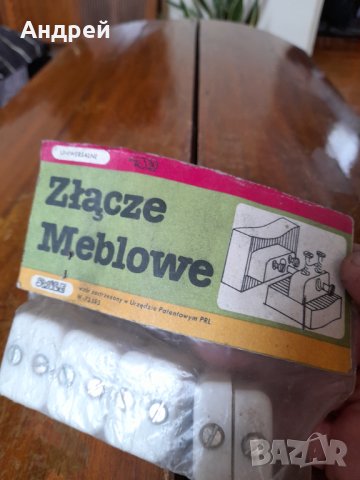 Андрей
UNIWERSALNE
Złącze
Meblowe
wzór zastrzeżony w Urzędzie Patentowym PRL
BAZAR